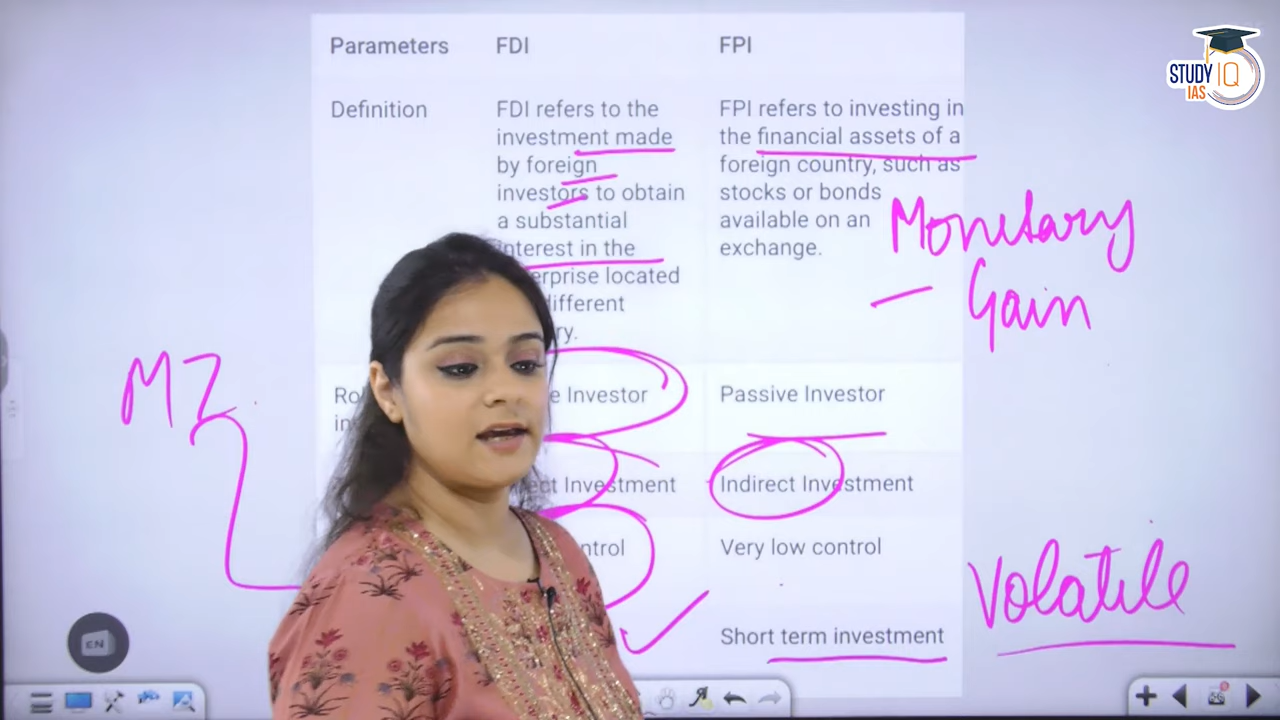 STUDY IQ
IAS
Parameters FDI FPI
Definition
FDI refers to the
investment made
by foreign
investors to obtain
a substantial
interest in the
located
different
FPI refers to investing in
the financial assets of a
foreign country, such as
stocks or bonds
available on an
exchange.
Monetary
- Gain
MZ
Investor
Passive Investor
Investment
Indirect Investment
Very low control
Short term investment
Volatile
EN